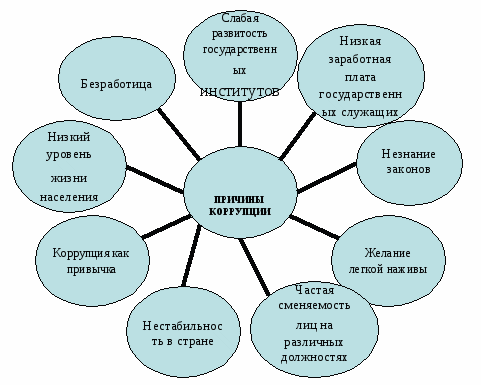 Слабая
развитость
государственн
ых
институтов
Низкая
заработная
плата
государственн
ых служащих
Незнание
законов
Желание
легкой наживы
Частая
сменяемость
лиц на
различных
должностях
Нестабильнос
ть в стране
Коррупция как
привычка
Низкий
уровень
жизни
населения
Безработица
ПРИЧИНЫ
КОРРУПЦИИ